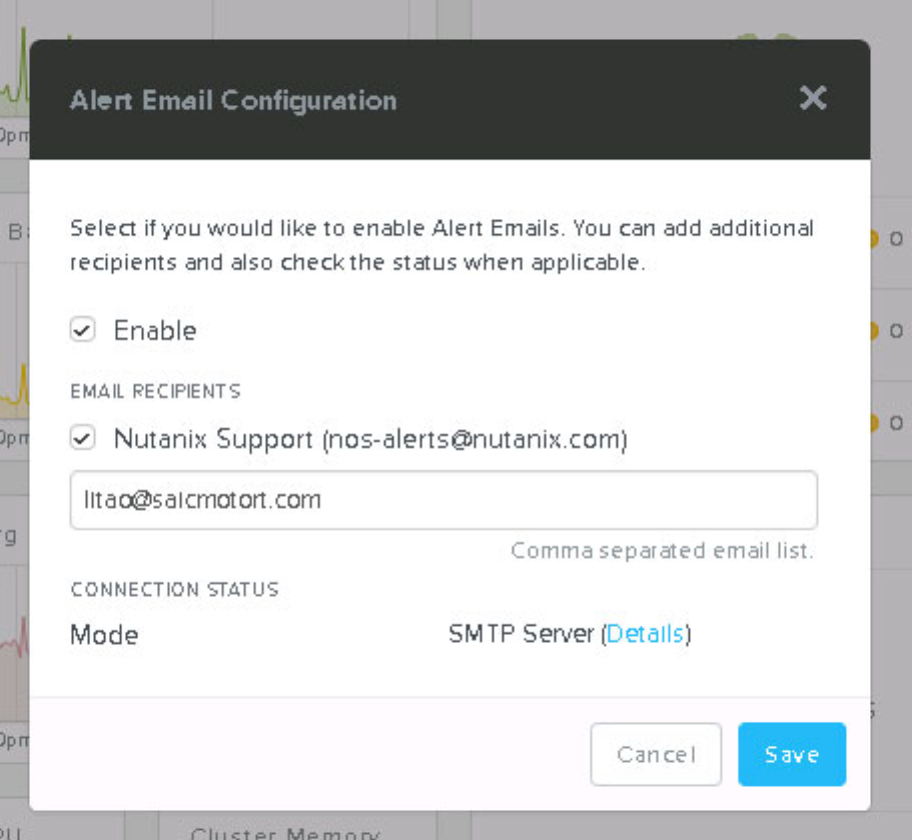 Alert Email Configuration
Select if you would like to enable Alert Emails. You can add additional
recipients and also check the status when applicable.
Enable
EMAIL RECIPIENTS
Nutanix Support (nos-alerts@nutanix.com)
litao@saicmotort.com
Comma separated email list.
CONNECTION STATUS
Mode
SMTP Server (Details)
Cancel
Save
Cluster Memory